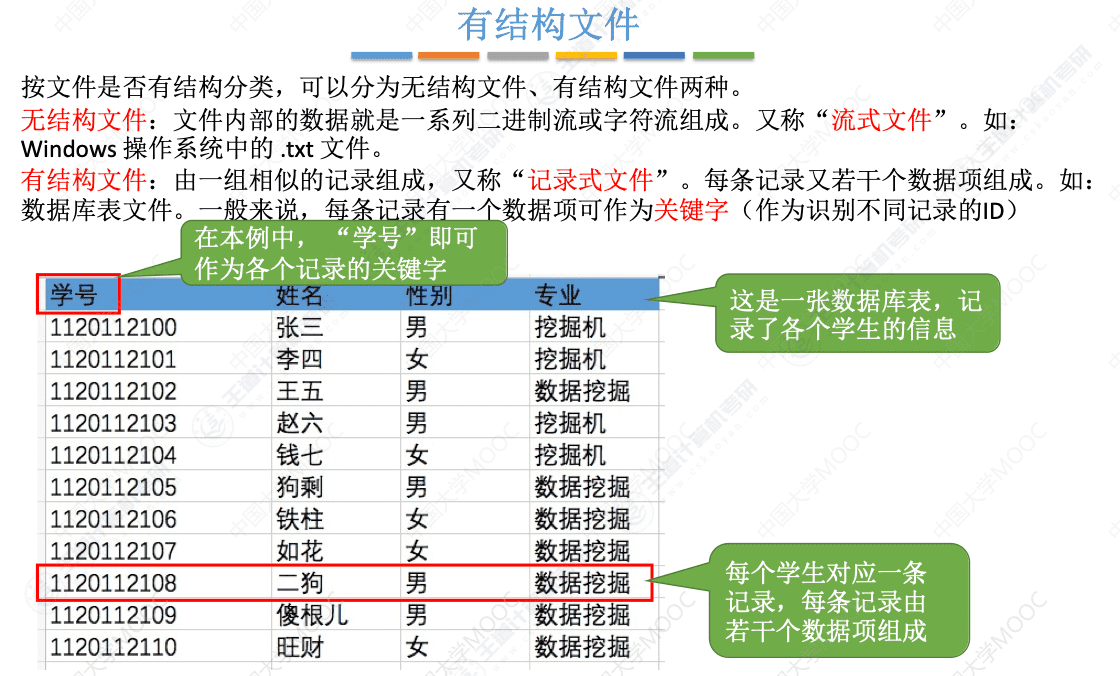 有结构文件
按文件是否有结构分类，可以分为无结构文件、有结构文件两种。
无结构文件：文件内部的数据就是一系列二进制流或字符流组成。又称“流式文件”。如：
Windows 操作系统中的 .txt 文件。
有结构文件：由一组相似的记录组成，又称“记录式文件”。每条记录又若干个数据项组成。如：
数据库表文件。一般来说，每条记录有一个数据项可作为关键字（作为识别不同记录的ID）
在本例中，“学号”即可
作为各个记录的关键字
学号 姓名 性别 专业
这是一张数据库表，记
录了各个学生的信息
1120112100 张三 男 挖掘机
1120112101 李四 女 挖掘机
1120112102 王五 男 数据挖掘
1120112103 赵六 男 挖掘机
1120112104 钱七 女 挖掘机
1120112105 狗剩 男 数据挖掘
1120112106 铁柱 女 数据挖掘
1120112107 如花 女 数据挖掘
1120112108 二狗 男 数据挖掘
1120112109 傻根儿 男 数据挖掘
1120112110 旺财 女 数据挖掘
每个学生对应一条
记录，每条记录由
若干个数据项组成
中国大学MOOC
王道计算机考研